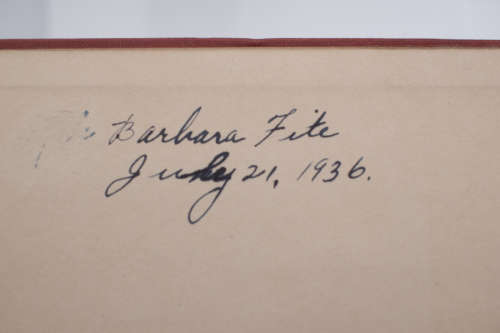 Barbara Fite
July 21, 1936.